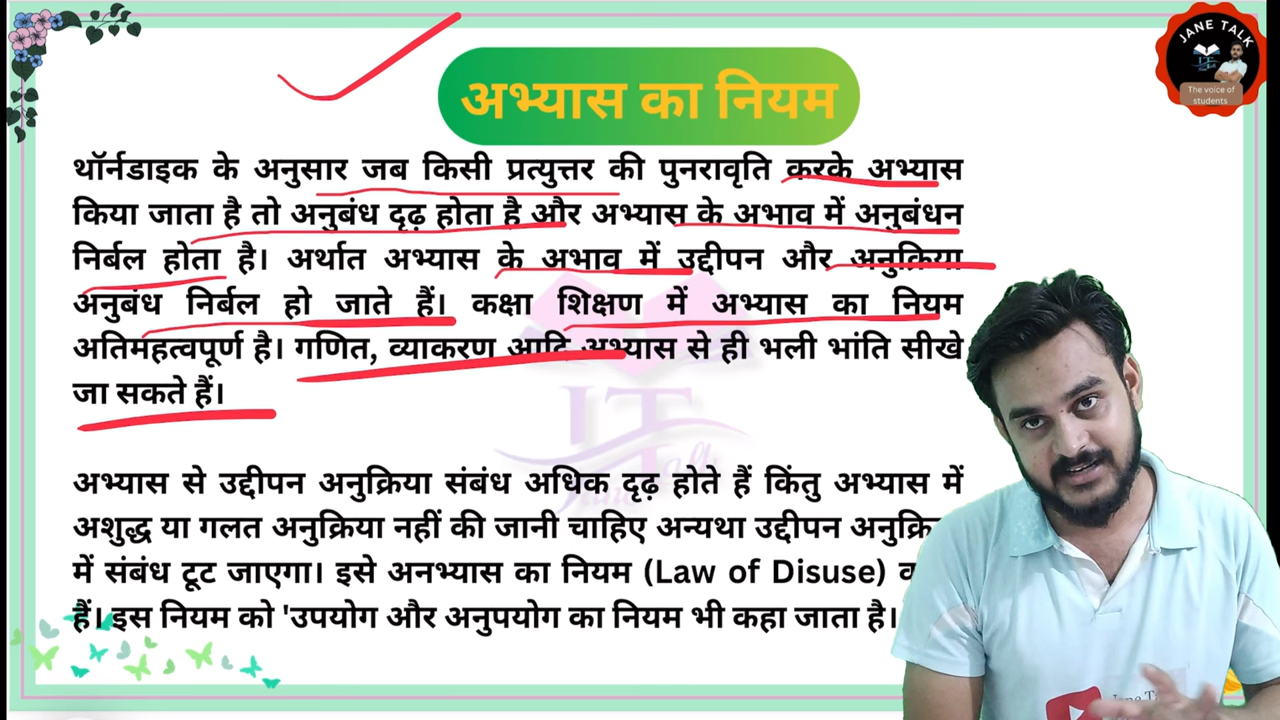 JANE TALK
The voice of
students
अभ्यास का नियम
थॉर्नडाइक के अनुसार जब किसी प्रत्युत्तर की पुनरावृति करके अभ्यास
किया जाता है तो अनुबंध दृढ़ होता है और अभ्यास के अभाव में अनुबंधन
निर्बल होता है। अर्थात अभ्यास के अभाव में उद्दीपन और अनुक्रिया
अनुबंध निर्बल हो जाते हैं। कक्षा शिक्षण में अभ्यास का नियम
अतिमहत्वपूर्ण है। गणित, व्याकरण आदि अभ्यास से ही भली भांति सीखे
जा सकते हैं।
अभ्यास से उद्दीपन अनुक्रिया संबंध अधिक दृढ़ होते हैं किंतु अभ्यास में
अशुद्ध या गलत अनुक्रिया नहीं की जानी चाहिए अन्यथा उद्दीपन
में संबंध टूट जाएगा। इसे अनभ्यास का नियम (Law of Disuse)
हैं। इस नियम को 'उपयोग और अनुपयोग का नियम भी कहा जाता है।